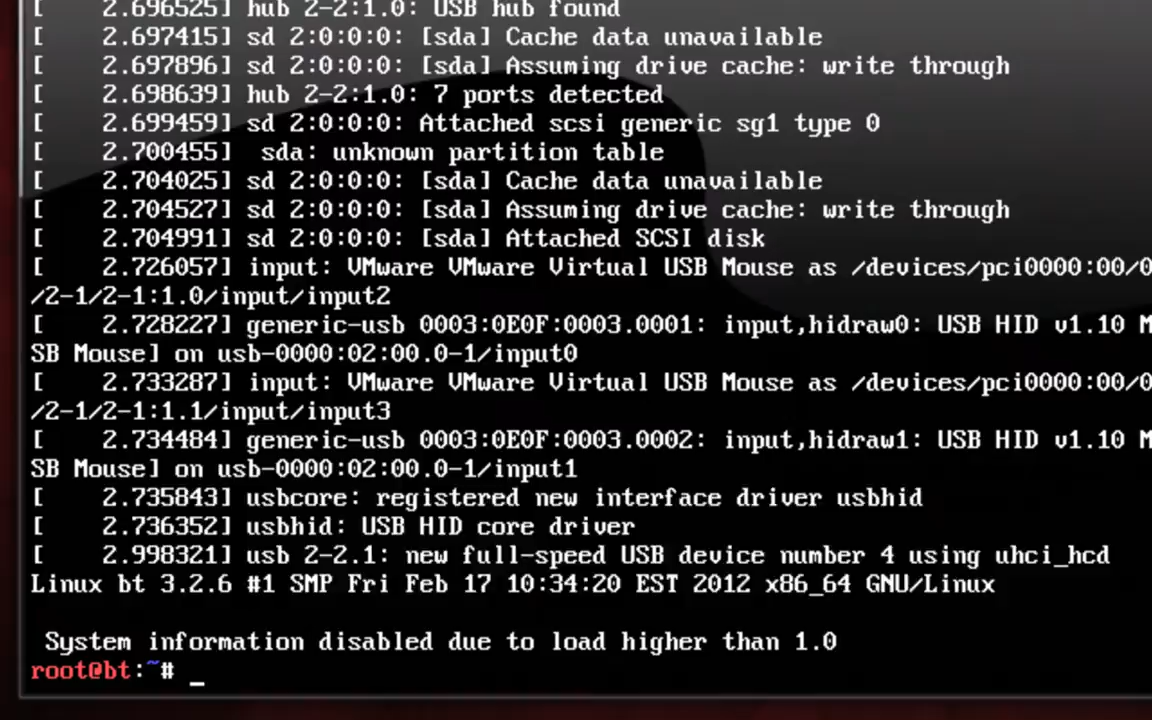 [    2.696525] hub 2-2:1.0: USB hub found
[    2.697415] sd 2:0:0:0: [sda] Cache data unavailable
[    2.697896] sd 2:0:0:0: [sda] Assuming drive cache: write through
[    2.698639] hub 2-2:1.0: 7 ports detected
[    2.699459] sd 2:0:0:0: Attached scsi generic sg1 type 0
[    2.700455]  sda: unknown partition table
[    2.704025] sd 2:0:0:0: [sda] Cache data unavailable
[    2.704527] sd 2:0:0:0: [sda] Assuming drive cache: write through
[    2.704991] sd 2:0:0:0: [sda] Attached SCSI disk
[    2.726057] input: VMware VMware Virtual USB Mouse as /devices/pci0000:00/0
/2-1/2-1:1.0/input/input2
[    2.728227] generic-usb 0003:0E0F:0003.0001: input,hidraw0: USB HID v1.10 M
SB Mouse] on usb-0000:02:00.0-1/input0
[    2.733287] input: VMware VMware Virtual USB Mouse as /devices/pci0000:00/0
/2-1/2-1:1.1/input/input3
[    2.734484] generic-usb 0003:0E0F:0003.0002: input,hidraw1: USB HID v1.10 M
SB Mouse] on usb-0000:02:00.0-1/input1
[    2.735843] usbcore: registered new interface driver usbhid
[    2.736352] usbhid: USB HID core driver
[    2.998321] usb 2-2.1: new full-speed USB device number 4 using uhci_hcd
Linux bt 3.2.6 #1 SMP Fri Feb 17 10:34:20 EST 2012 x86_64 GNU/Linux
 System information disabled due to load higher than 1.0
root@bt:~# _